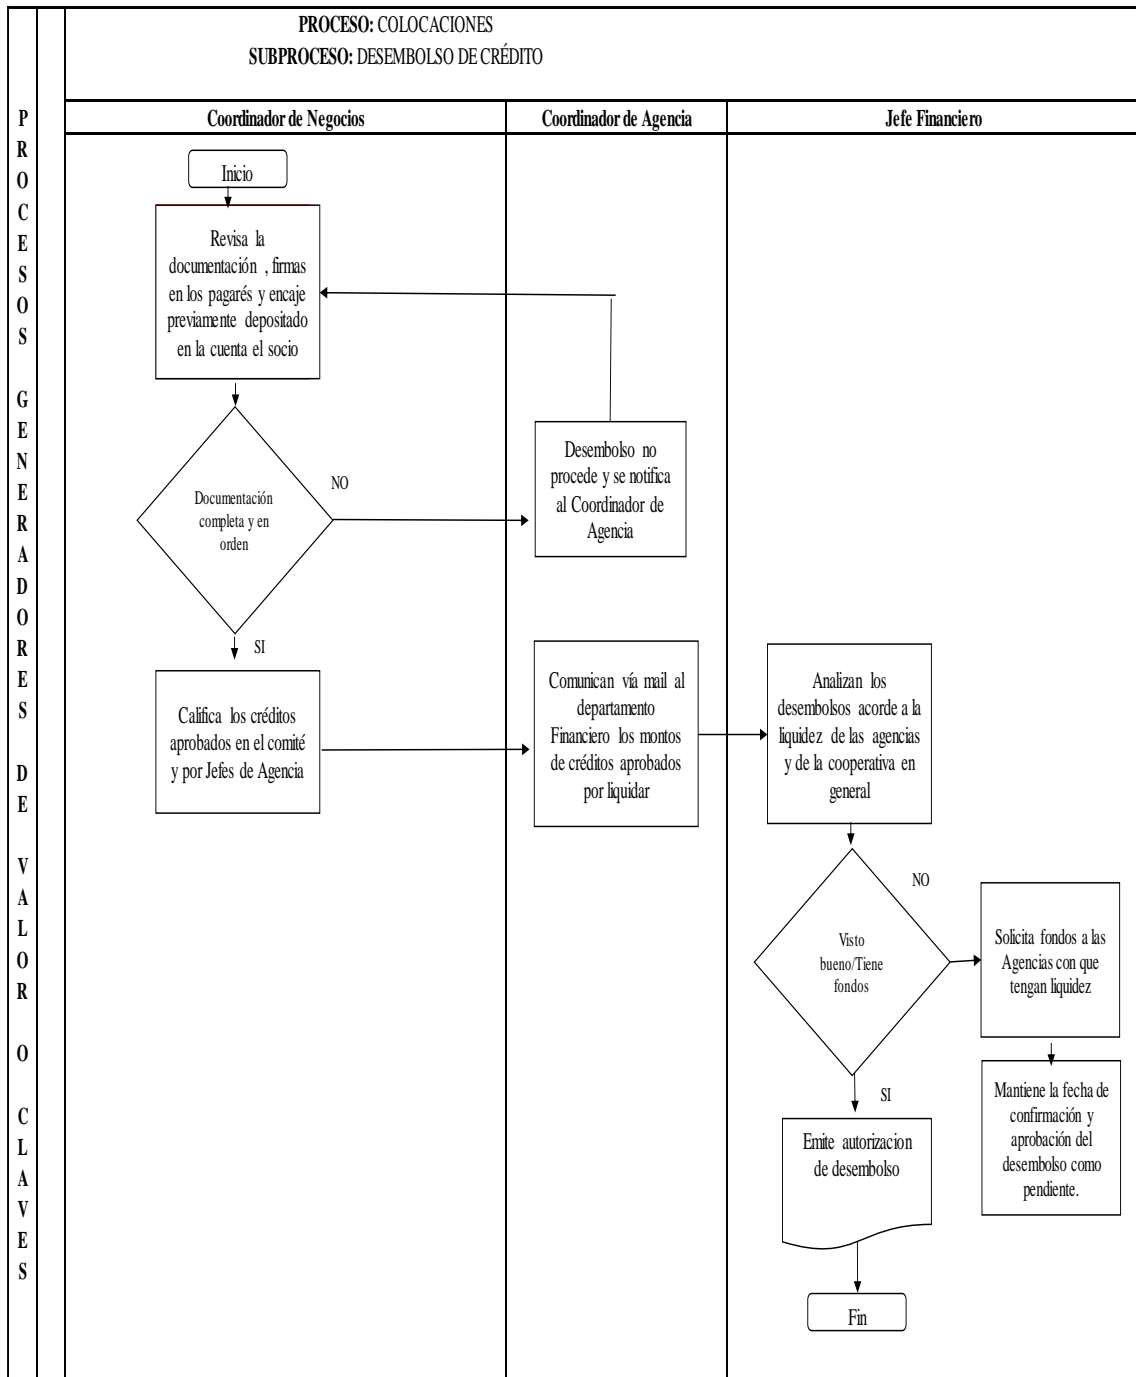 PROCESO: COLOCACIONES
SUBPROCESO: DESEMBOLSO DE CRÉDITO
PROCESOS GENERADORES DE VALOR O CLAVES
Coordinador de Negocios
Coordinador de Agencia
Jefe Financiero
Inicio
Revisa la
documentación , firmas
en los pagarés y encaje
previamente depositado
en la cuenta el socio
Documentación
completa y en
orden
NO
Desembolso no
procede y se notifica
al Coordinador de
Agencia
SI
Califica los créditos
aprobados en el comité
y por Jefes de Agencia
Comunican vía mail al
departamento
Financiero los montos
de créditos aprobados
por liquidar
Analizan los
desembolsos acorde a la
liquidez de las agencias
y de la cooperativa en
general
Visto
bueno/Tiene
fondos
NO
Solicita fondos a las
Agencias con que
tengan liquidez
Mantiene la fecha de
confirmación y
aprobación del
desembolso como
pendiente.
SI
Emite autorizacion
de desembolso
Fin